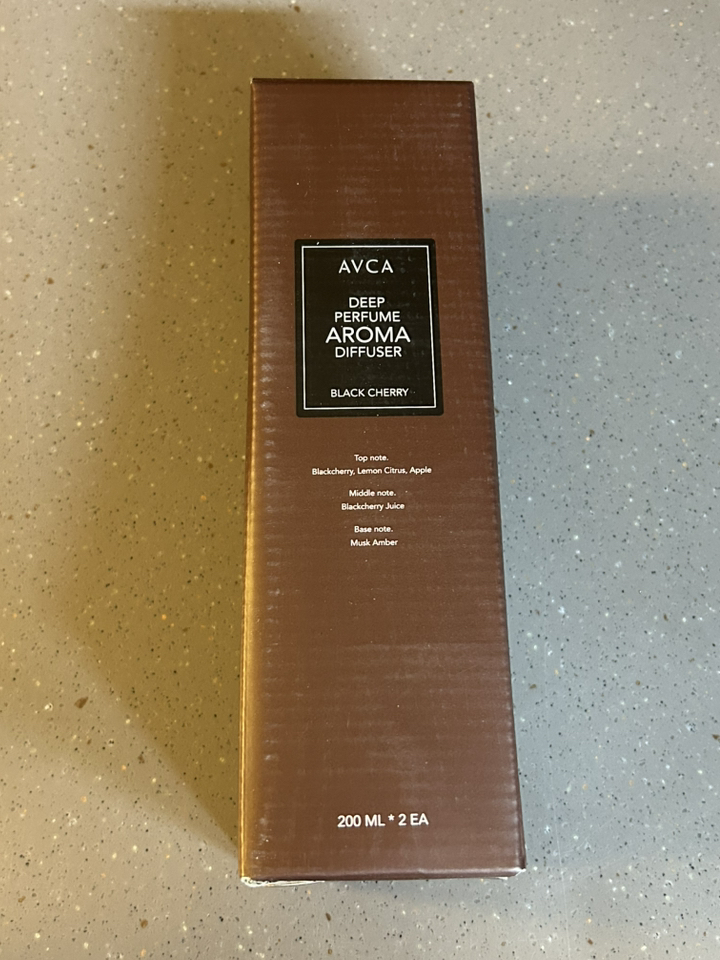 AVCA
DEEP
PERFUME
AROMA
DIFFUSER
BLACK CHERRY
Top note.
Blackcherry, Lemon Citrus, Apple
Middle note.
Blackcherry Juice
Base note.
Musk Amber
200 ML * 2 EA